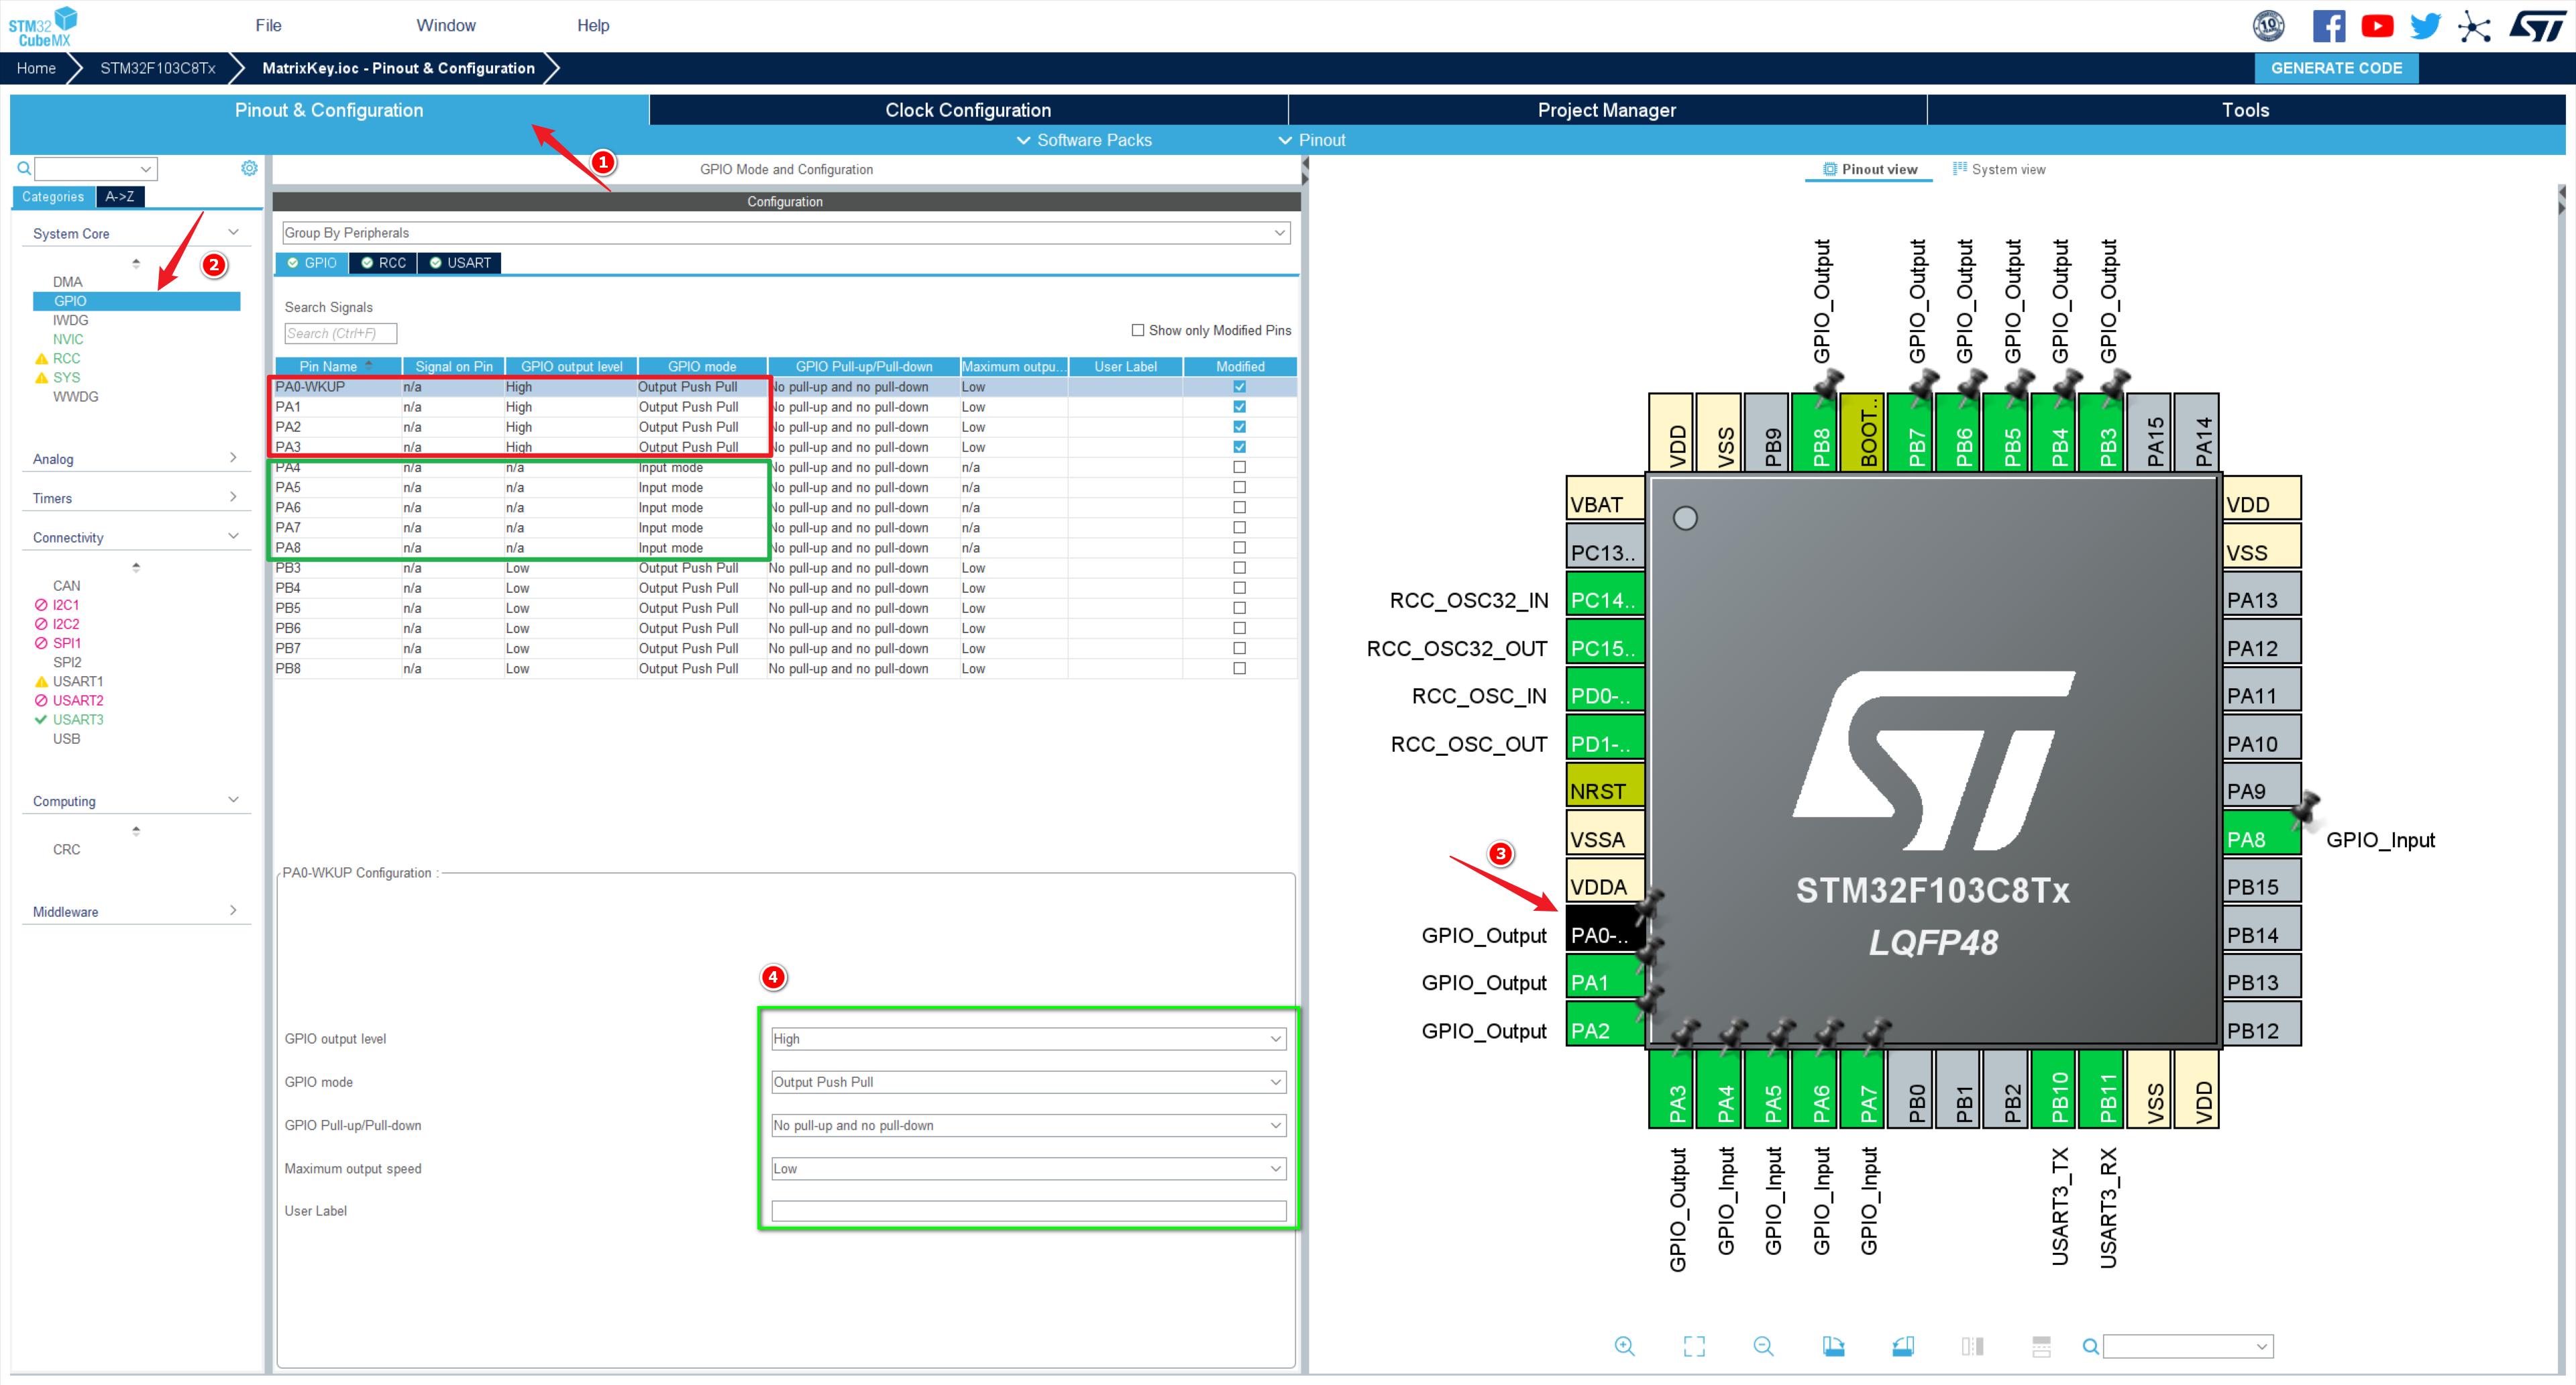 STM32 CubeMX
File Window Help
10
Home STM32F103C8Tx MatrixKey.ioc - Pinout & Configuration GENERATE CODE
Pinout & Configuration Clock Configuration Project Manager Tools
Software Packs Pinout
1
GPIO Mode and Configuration
Pinout view System view
Categories A->Z
Configuration
System Core
2
DMA
GPIO
IWDG
NVIC
RCC
SYS
WWDG
Analog
Timers
Connectivity
CAN
I2C1
I2C2
SPI1
SPI2
USART1
USART2
USART3
USB
Computing
CRC
Middleware
Group By Peripherals
GPIO RCC USART
Search Signals
Search (Ctrl+F) Show only Modified Pins
Pin Name Signal on Pin GPIO output level GPIO mode GPIO Pull-up/Pull-down Maximum outpu... User Label Modified
PA0-WKUP n/a High Output Push Pull No pull-up and no pull-down Low
PA1 n/a High Output Push Pull No pull-up and no pull-down Low
PA2 n/a High Output Push Pull No pull-up and no pull-down Low
PA3 n/a High Output Push Pull No pull-up and no pull-down Low
PA4 n/a n/a Input mode No pull-up and no pull-down n/a
PA5 n/a n/a Input mode No pull-up and no pull-down n/a
PA6 n/a n/a Input mode No pull-up and no pull-down n/a
PA7 n/a n/a Input mode No pull-up and no pull-down n/a
PA8 n/a n/a Input mode No pull-up and no pull-down n/a
PB3 n/a Low Output Push Pull No pull-up and no pull-down Low
PB4 n/a Low Output Push Pull No pull-up and no pull-down Low
PB5 n/a Low Output Push Pull No pull-up and no pull-down Low
PB6 n/a Low Output Push Pull No pull-up and no pull-down Low
PB7 n/a Low Output Push Pull No pull-up and no pull-down Low
PB8 n/a Low Output Push Pull No pull-up and no pull-down Low
PA0-WKUP Configuration :
4
GPIO output level High
GPIO mode Output Push Pull
GPIO Pull-up/Pull-down No pull-up and no pull-down
Maximum output speed Low
User Label
GPIO_Output GPIO_Output GPIO_Output GPIO_Output GPIO_Output GPIO_Output
VDD VSS PB9 PB8 BOOT.. PB7 PB6 PB5 PB4 PB3 PA15 PA14
VBAT
PC13..
RCC_OSC32_IN PC14..
RCC_OSC32_OUT PC15..
RCC_OSC_IN PD0-..
RCC_OSC_OUT PD1-..
NRST
VSSA
3
VDDA
GPIO_Output PA0-..
GPIO_Output PA1
GPIO_Output PA2
ST
STM32F103C8Tx
LQFP48
VDD
VSS
PA13
PA12
PA11
PA10
PA9
PA8 GPIO_Input
PB15
PB14
PB13
PB12
PA3 PA4 PA5 PA6 PA7 PB0 PB1 PB2 PB10 PB11 VSS VDD
GPIO_Output GPIO_Input GPIO_Input GPIO_Input GPIO_Input USART3_TX USART3_RX